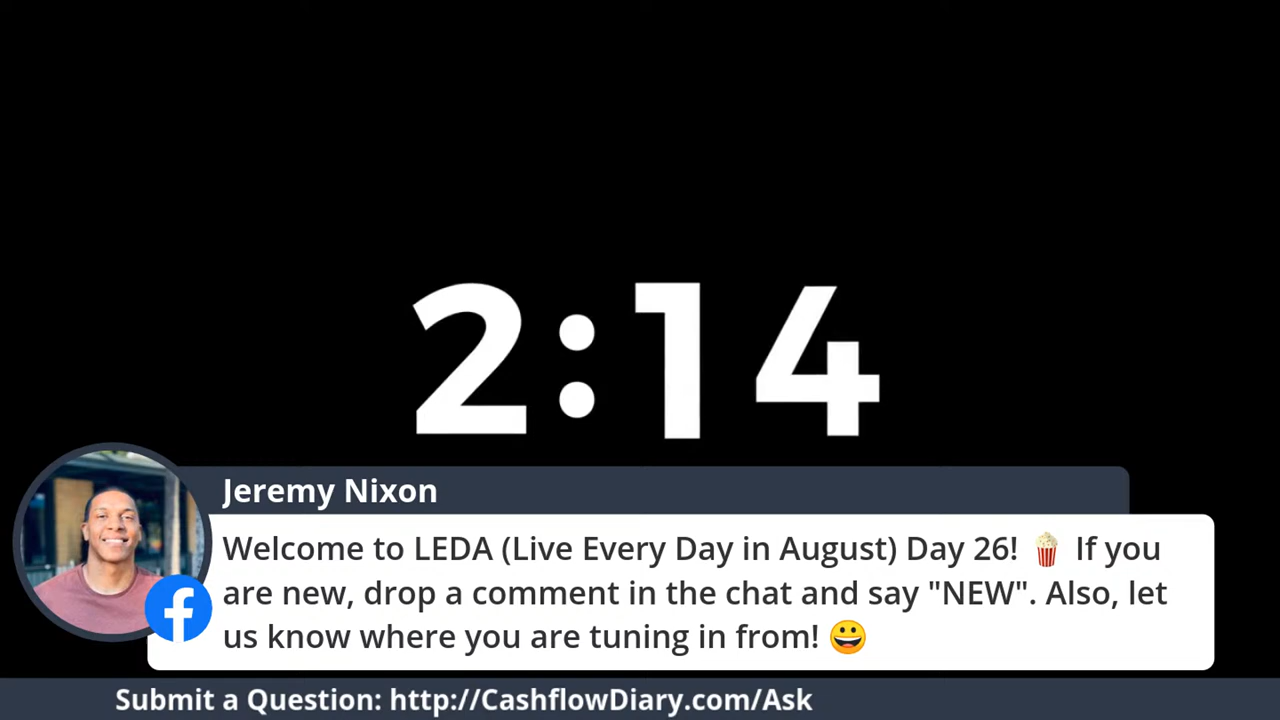 2:14
Jeremy Nixon
Welcome to LEDA (Live Every Day in August) Day 26! 🍿 If you
are new, drop a comment in the chat and say "NEW". Also, let
us know where you are tuning in from! 😀
Submit a Question: http://CashflowDiary.com/Ask